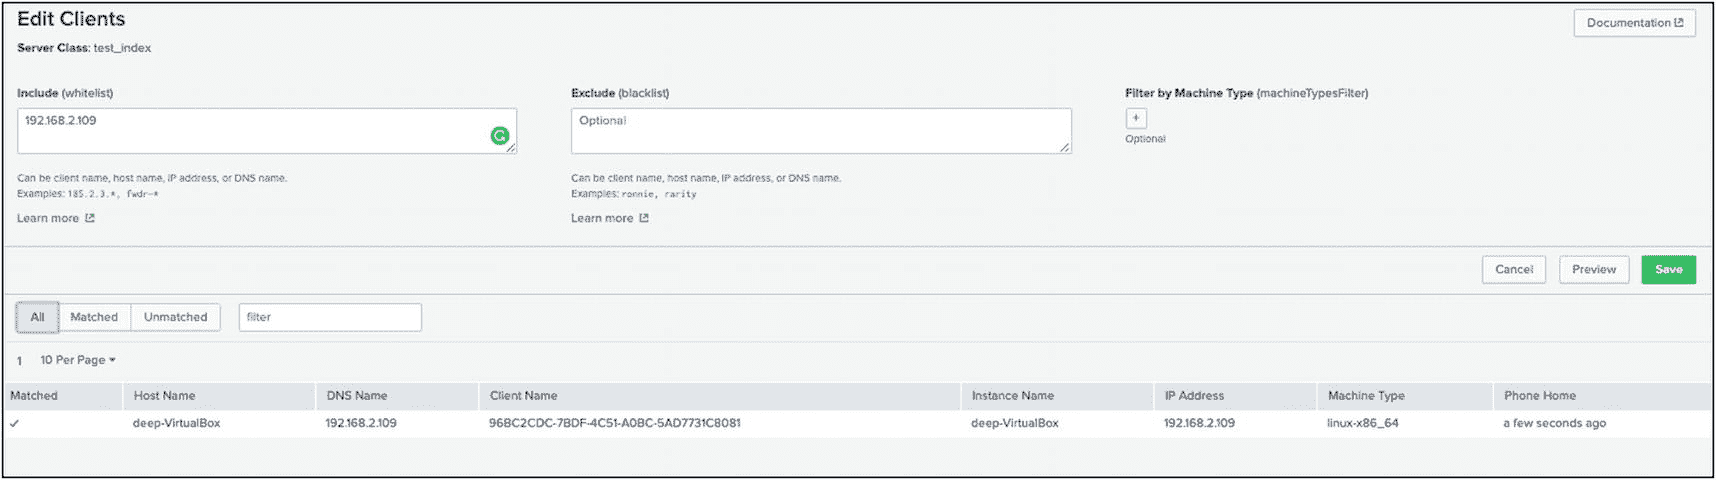 Edit Clients
Documentation
Server Class: test_index
Include (whitelist)
Exclude (blacklist)
Filter by Machine Type (machineTypesFilter)
192.168.2.109
Optional
+
Optional
Can be client name, host name, IP address, or DNS name.
Examples: 185.2.3.*, fwdr-*
Learn more
Can be client name, host name, IP address, or DNS name.
Examples: ronnie, rarity
Learn more
Cancel
Preview
Save
All
Matched
Unmatched
filter
1 10 Per Page
Matched Host Name DNS Name Client Name Instance Name IP Address Machine Type Phone Home
deep-VirtualBox 192.168.2.109 96BC2CDC-7BDF-4C51-A0BC-5AD7731C8081 deep-VirtualBox 192.168.2.109 linux-x86_64 a few seconds ago